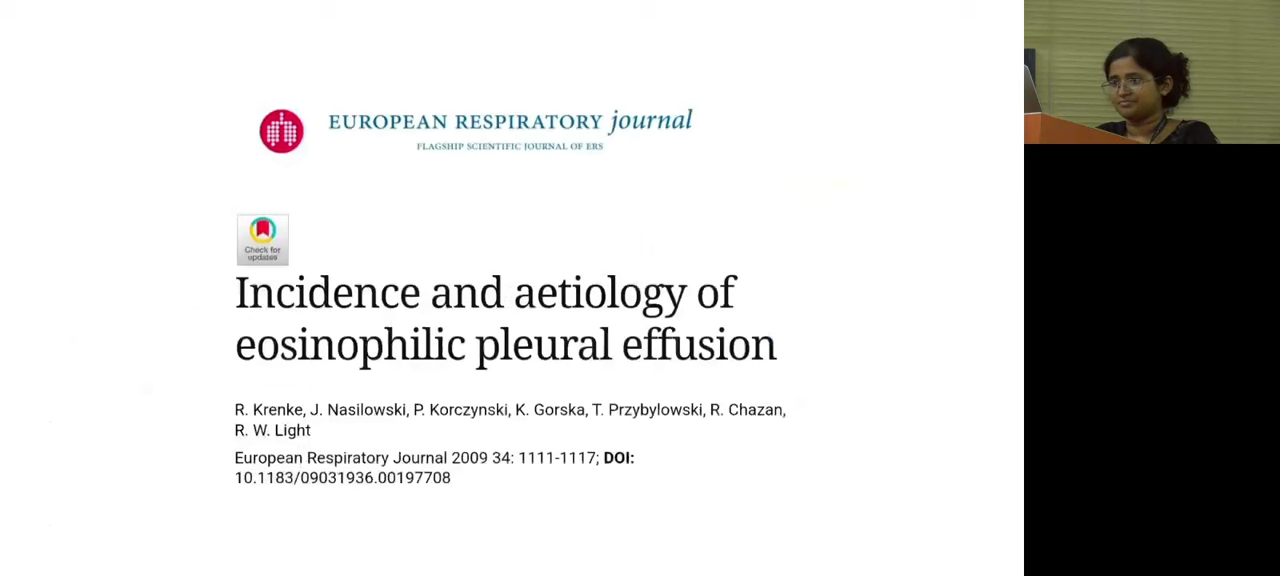 EUROPEAN RESPIRATORY journal
FLAGSHIP SCIENTIFIC JOURNAL OF ERS
Check for
updates
Incidence and aetiology of
eosinophilic pleural effusion
R. Krenke, J. Nasilowski, P. Korczynski, K. Gorska, T. Przybylowski, R. Chazan,
R. W. Light
European Respiratory Journal 2009 34: 1111-1117; DOI:
10.1183/09031936.00197708